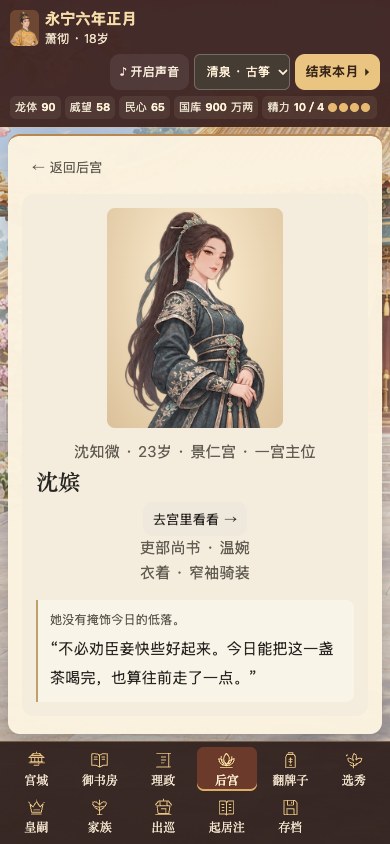 永宁六年正月
萧彻 · 18岁
♪ 开启声音
清泉 · 古筝
结束本月 ▸
龙体 90
威望 58
民心 65
国库 900 万两
精力 10 / 4
← 返回后宫
沈知微 · 23岁 · 景仁宫 · 一宫主位
沈嫔
去宫里看看 →
吏部尚书 · 温婉
衣着 · 窄袖骑装
她没有掩饰今日的低落。
“不必劝臣妾快些好起来。今日能把这一盏
茶喝完，也算往前走了一点。”
宫城
御书房
理政
后宫
翻牌子
选秀
皇嗣
家族
出巡
起居注
存档